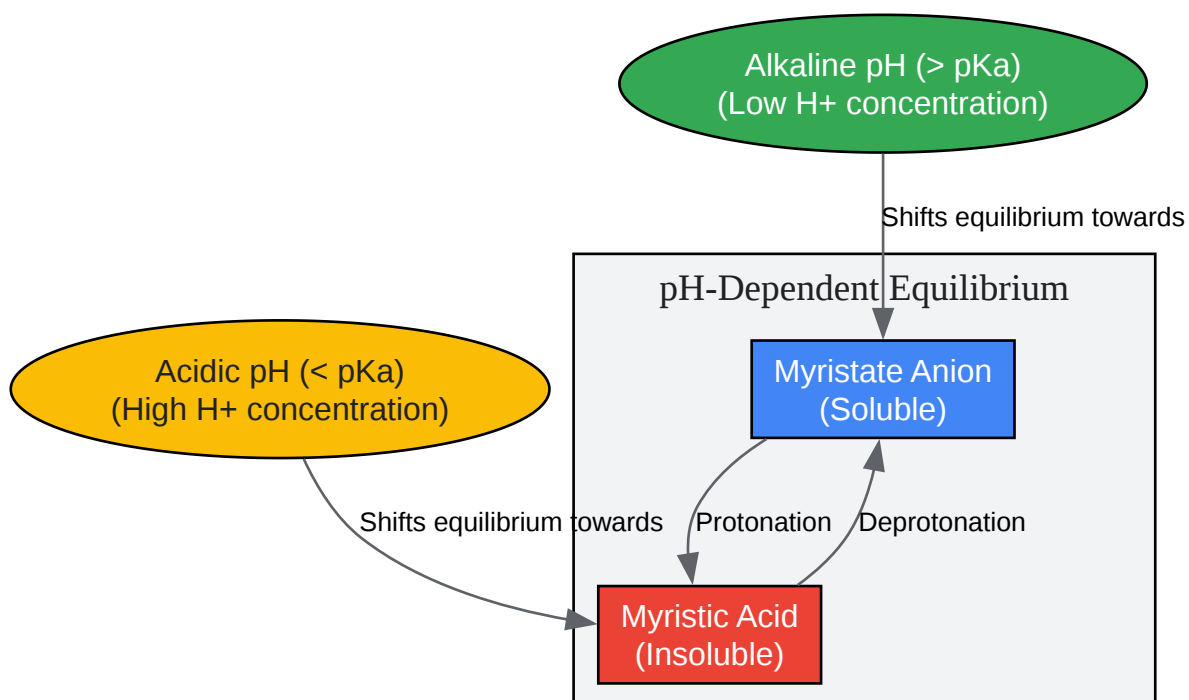 Alkaline pH (> pKa)
(Low H+ concentration)
Shifts equilibrium towards
pH-Dependent Equilibrium
Acidic pH (< pKa)
(High H+ concentration)
Myristate Anion
(Soluble)
Shifts equilibrium towards
Protonation
Deprotonation
Myristic Acid
(Insoluble)